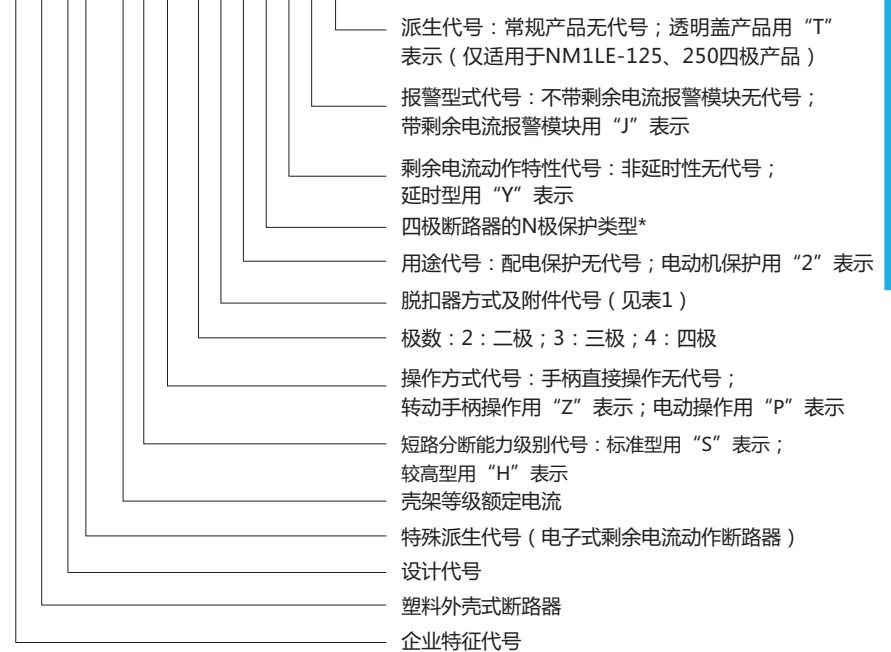 派生代号：常规产品无代号；透明盖产品用“T”
表示（仅适用于NM1LE-125、250四极产品）
报警型式代号：不带剩余电流报警模块无代号；
带剩余电流报警模块用“J”表示
剩余电流动作特性代号：非延时性无代号；
延时型用“Y”表示
四极断路器的N极保护类型*
用途代号：配电保护无代号；电动机保护用“2”表示
脱扣器方式及附件代号（见表1）
极数：2：二极；3：三极；4：四极
操作方式代号：手柄直接操作无代号；
转动手柄操作用“Z”表示；电动操作用“P”表示
短路分断能力级别代号：标准型用“S”表示；
较高型用“H”表示
壳架等级额定电流
特殊派生代号（电子式剩余电流动作断路器）
设计代号
塑料外壳式断路器
企业特征代号